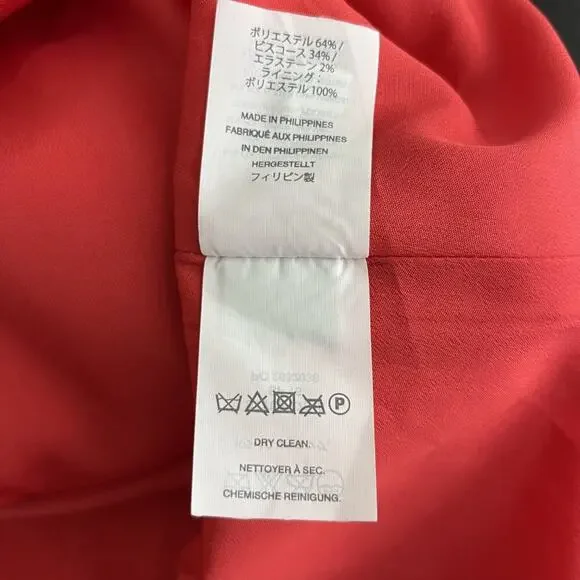 ポリエステル 64% /
ビスコース 34% /
エラステーン 2%
ライニング :
ポリエステル 100%
MADE IN PHILIPPINES
FABRIQUÉ AUX PHILIPPINES
IN DEN PHILIPPINEN
HERGESTELLT
フィリピン製
P
DRY CLEAN.
NETTOYER À SEC.
CHEMISCHE REINIGUNG.